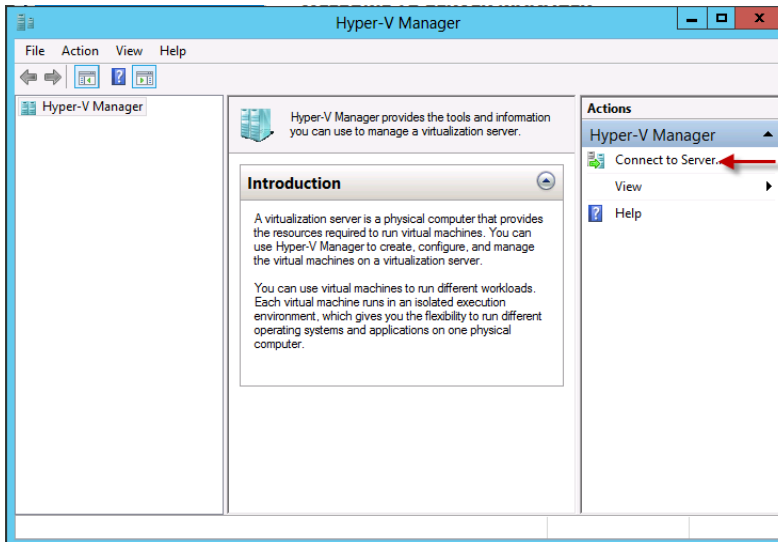 Hyper-V Manager
X
File Action View Help
?
Hyper-V Manager
Hyper-V Manager provides the tools and information
you can use to manage a virtualization server.
Introduction
A virtualization server is a physical computer that provides
the resources required to run virtual machines. You can
use Hyper-V Manager to create, configure, and manage
the virtual machines on a virtualization server.
You can use virtual machines to run different workloads.
Each virtual machine runs in an isolated execution
environment, which gives you the flexibility to run different
operating systems and applications on one physical
computer.
Actions
Hyper-V Manager
Connect to Server...
View
? Help